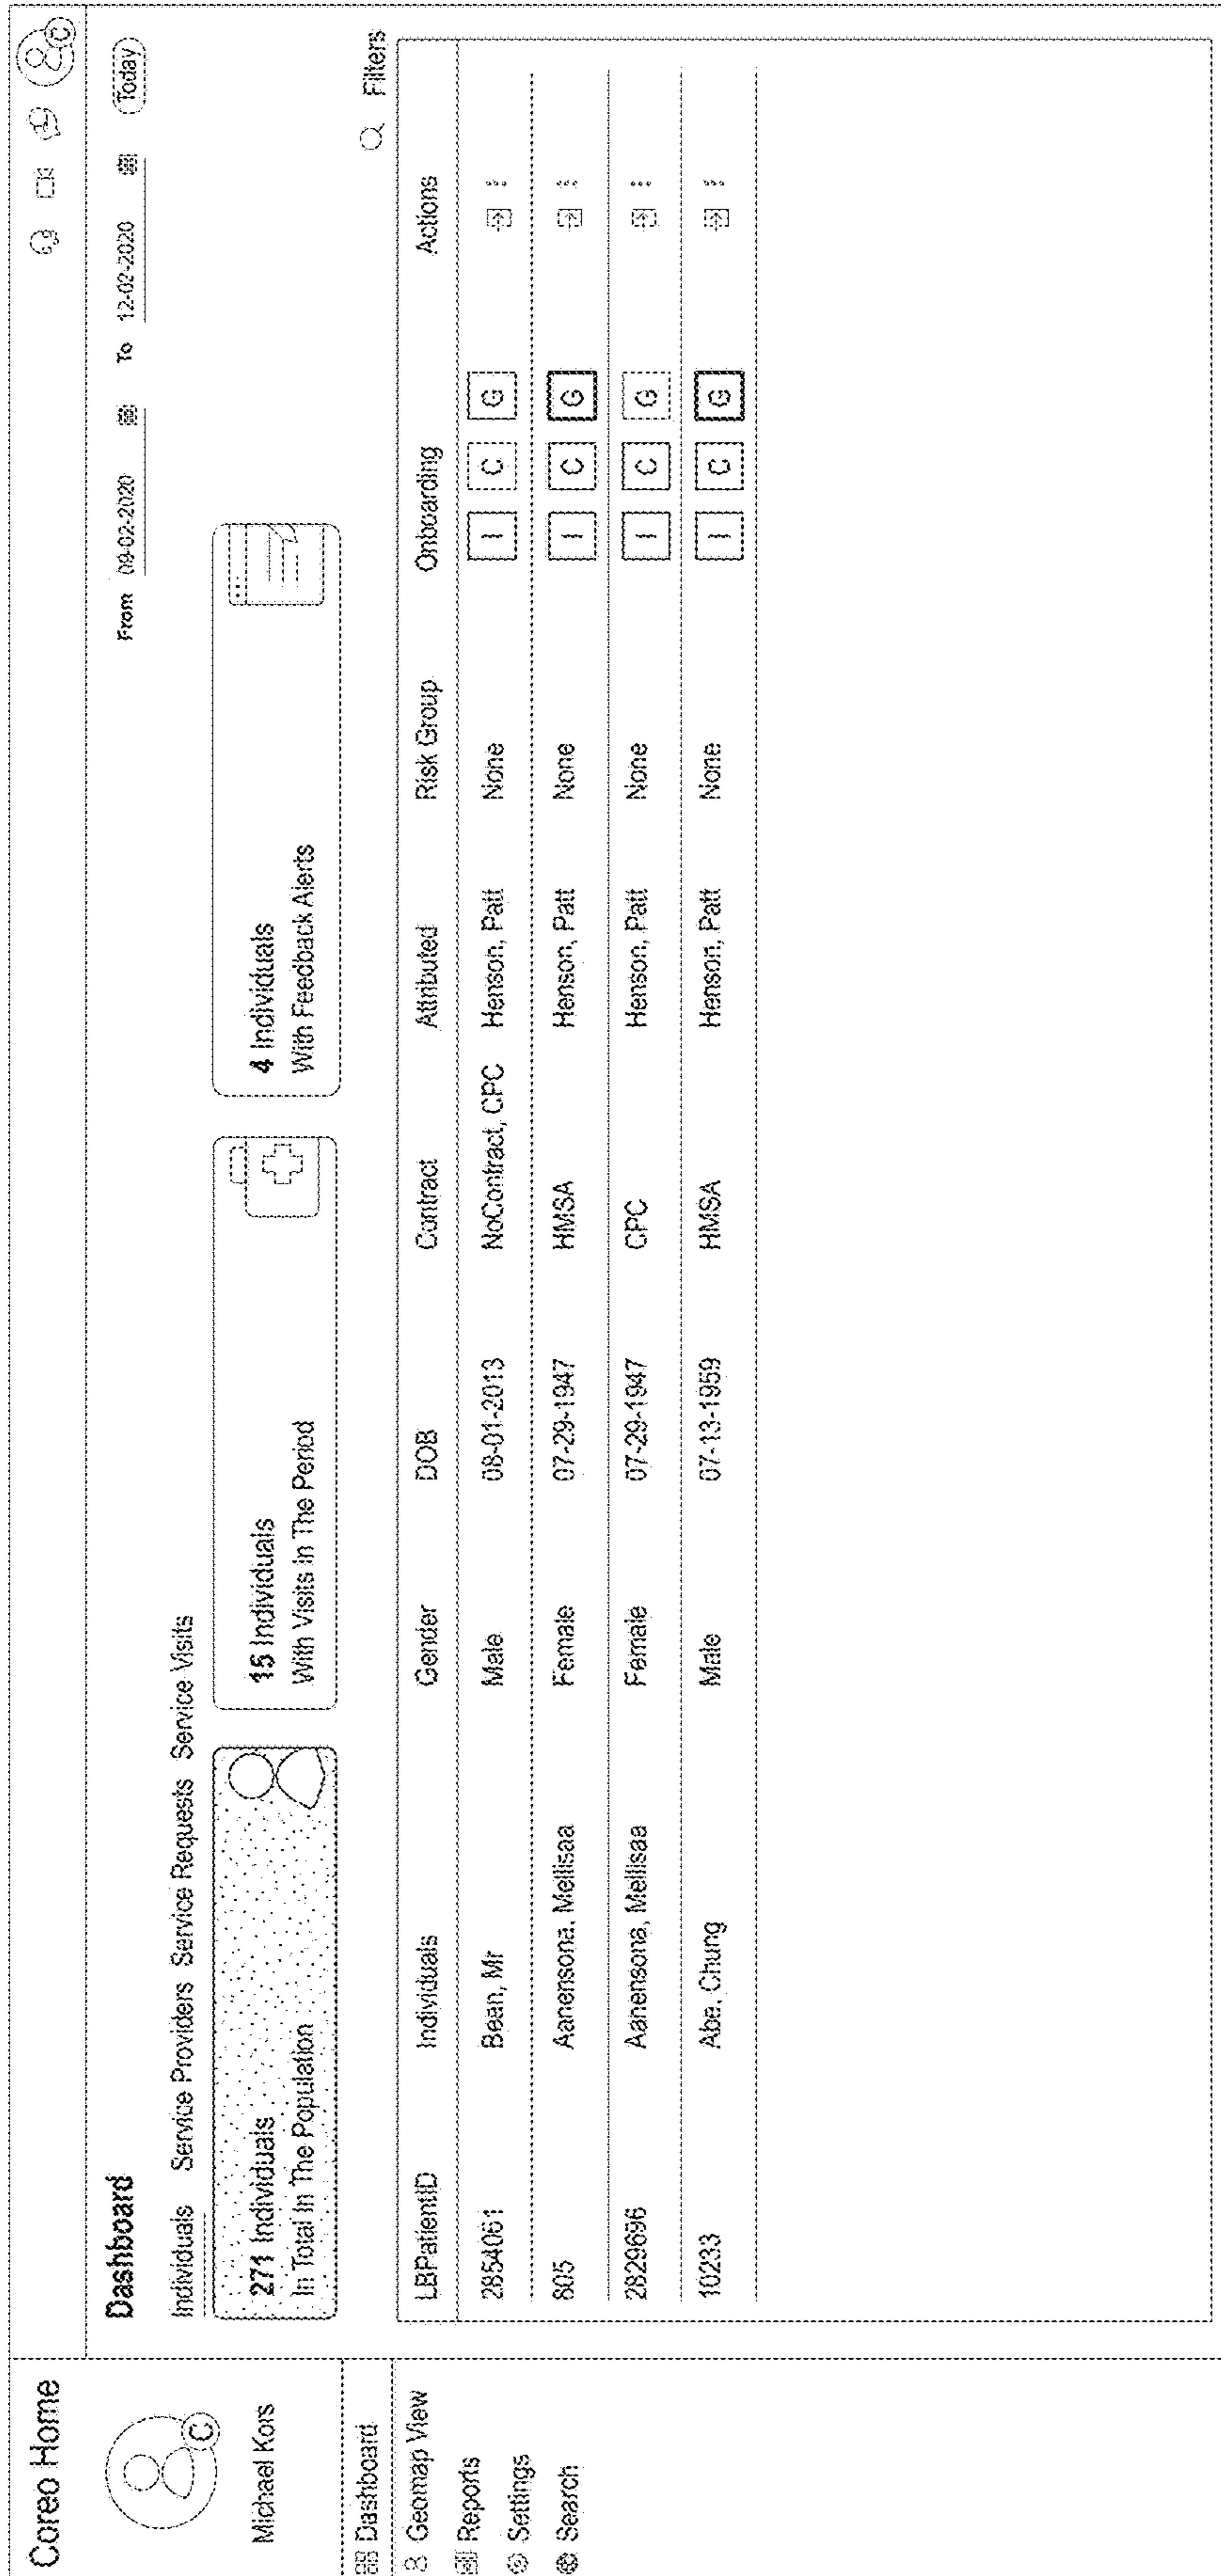 Coreo Home
Michael Kors
Dashboard
Geomap View
Reports
Settings
Search
C
C
Dashboard
From 09-02-2020 To 12-02-2020 Today
Individuals Service Providers Service Requests Service Visits
271 Individuals
In Total In The Population
15 Individuals
With Visits In The Period
4 Individuals
With Feedback Alerts
Filters
LBPatientID Individuals Gender DOB Contract Attributed Risk Group Onboarding Actions
2854061 Bean, Mr Male 08-01-2013 NoContract, CPC Henson, Patt None I C G
605 Aanensona, Mellisaa Female 07-29-1947 HMSA Henson, Patt None I C G
2829696 Aanensona, Mellisaa Female 07-29-1947 CPC Henson, Patt None I C G
10233 Abe, Chung Male 07-13-1959 HMSA Henson, Patt None I C G